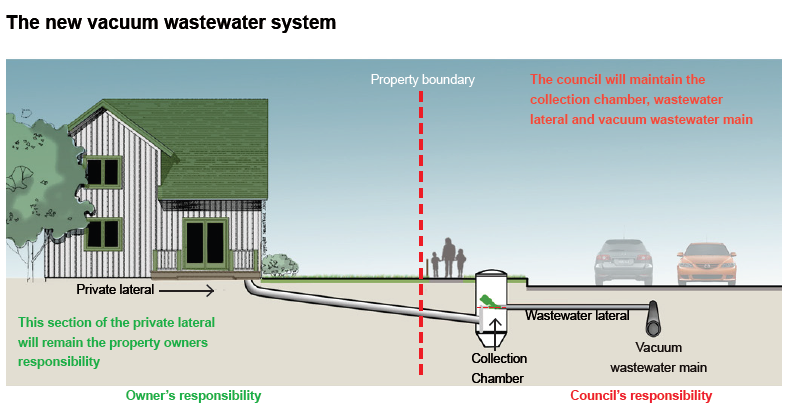 The new vacuum wastewater system
Property boundary
The council will maintain the
collection chamber, wastewater
lateral and vacuum wastewater main
Private lateral
This section of the private lateral
will remain the property owners
responsibility
Wastewater lateral
Collection
Chamber
Vacuum
wastewater main
Owner's responsibility
Council's responsibility